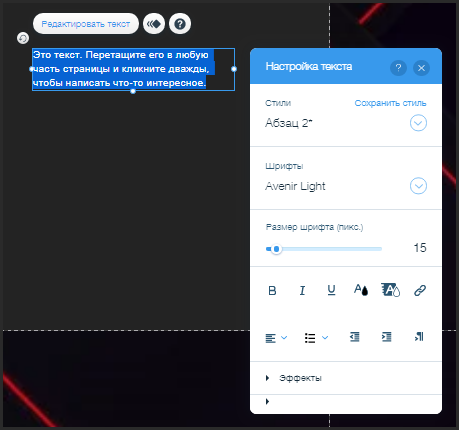 Редактировать текст
?
Это текст. Перетащите его в любую
часть страницы и кликните дважды,
чтобы написать что-то интересное.
Настройка текста
?
Стили
Сохранить стиль
Абзац 2*
Шрифты
Avenir Light
Размер шрифта (пикс.)
15
B I U A A
Эффекты